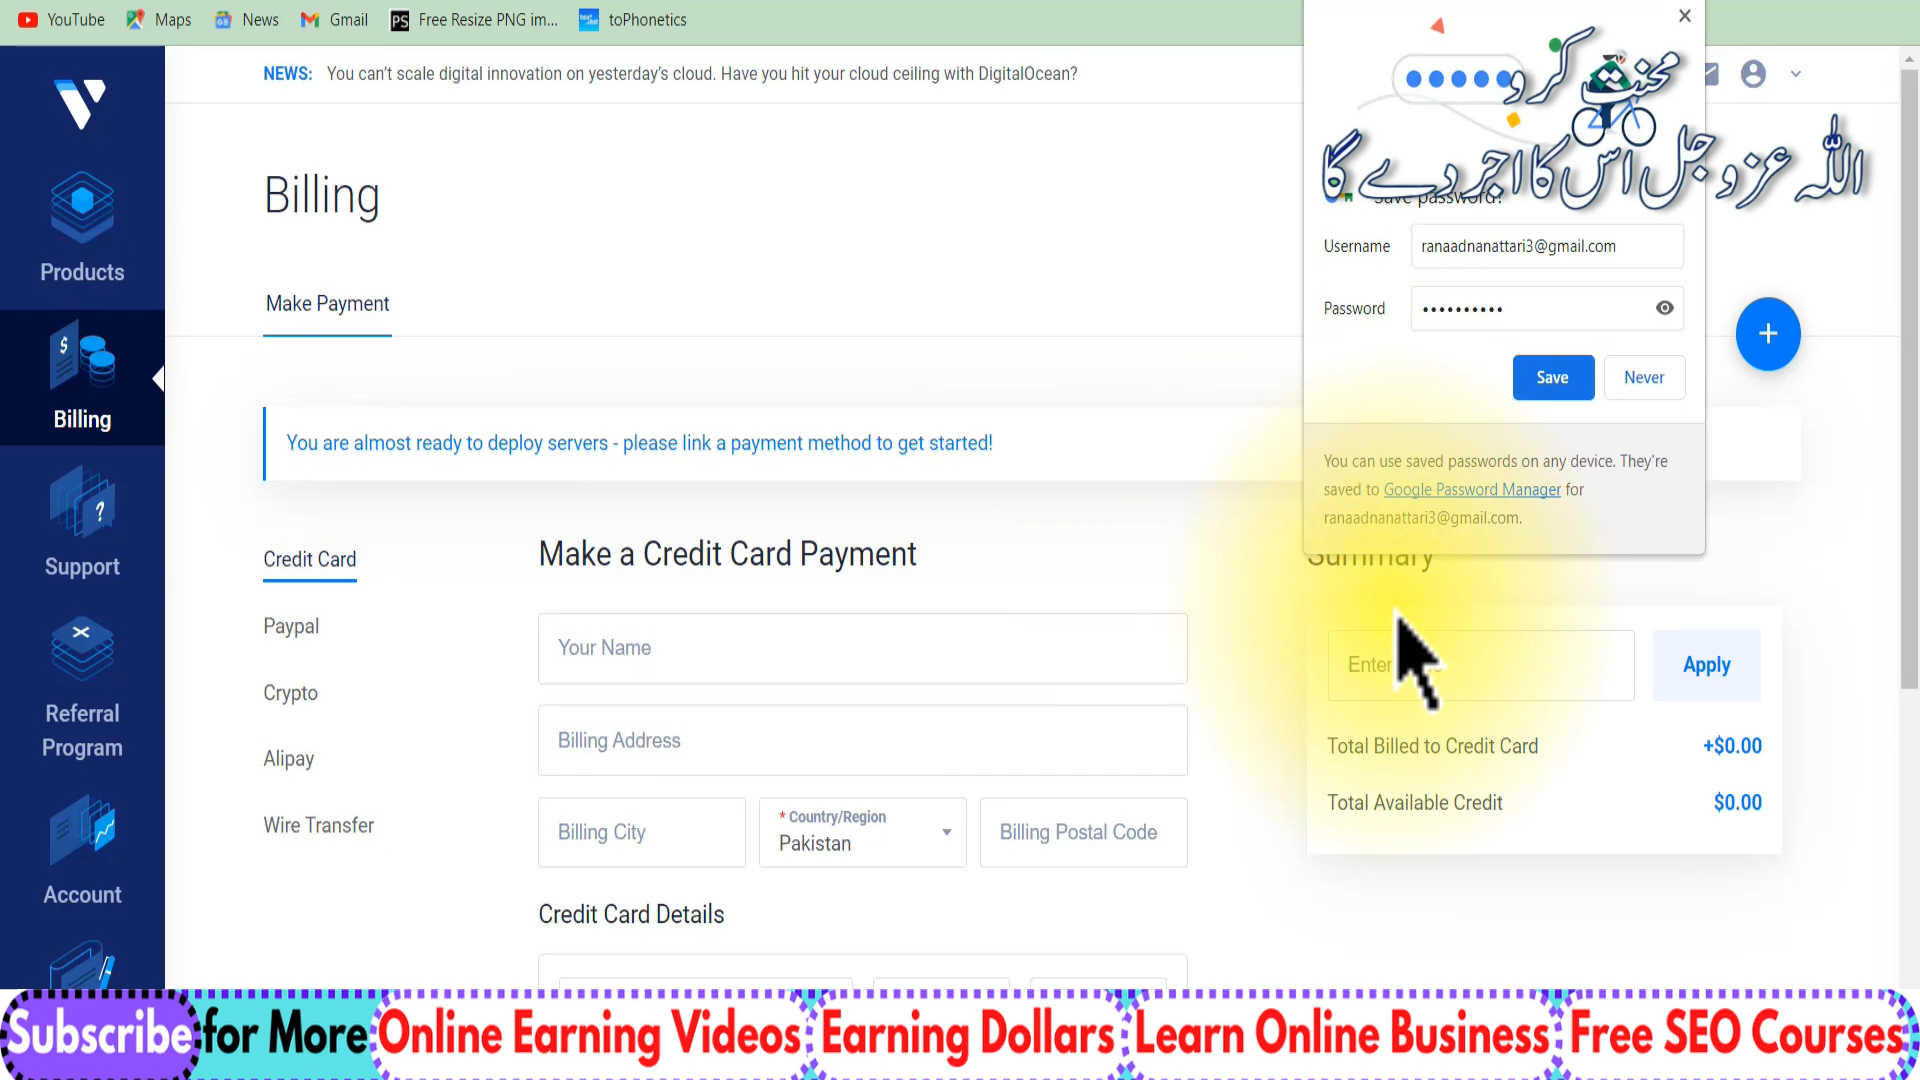 YouTube Maps News Gmail Free Resize PNG im... toPhonetics
NEWS: You can't scale digital innovation on yesterday's cloud. Have you hit your cloud ceiling with DigitalOcean?
محنت کرو
اللہ عزوجل اس کا اجر دے گا
Save password?
Username ranaadnanattari3@gmail.com
Password ••••••••••
Save Never
You can use saved passwords on any device. They're
saved to Google Password Manager for
ranaadnanattari3@gmail.com.
Products
Billing
Support
Referral
Program
Account
Billing
Make Payment
+
You are almost ready to deploy servers - please link a payment method to get started!
Credit Card
Paypal
Crypto
Alipay
Wire Transfer
Make a Credit Card Payment
Your Name
Billing Address
Billing City
* Country/Region
Pakistan
Billing Postal Code
Credit Card Details
Summary
Enter
Apply
Total Billed to Credit Card +$0.00
Total Available Credit $0.00
Subscribe for More Online Earning Videos Earning Dollars Learn Online Business Free SEO Courses